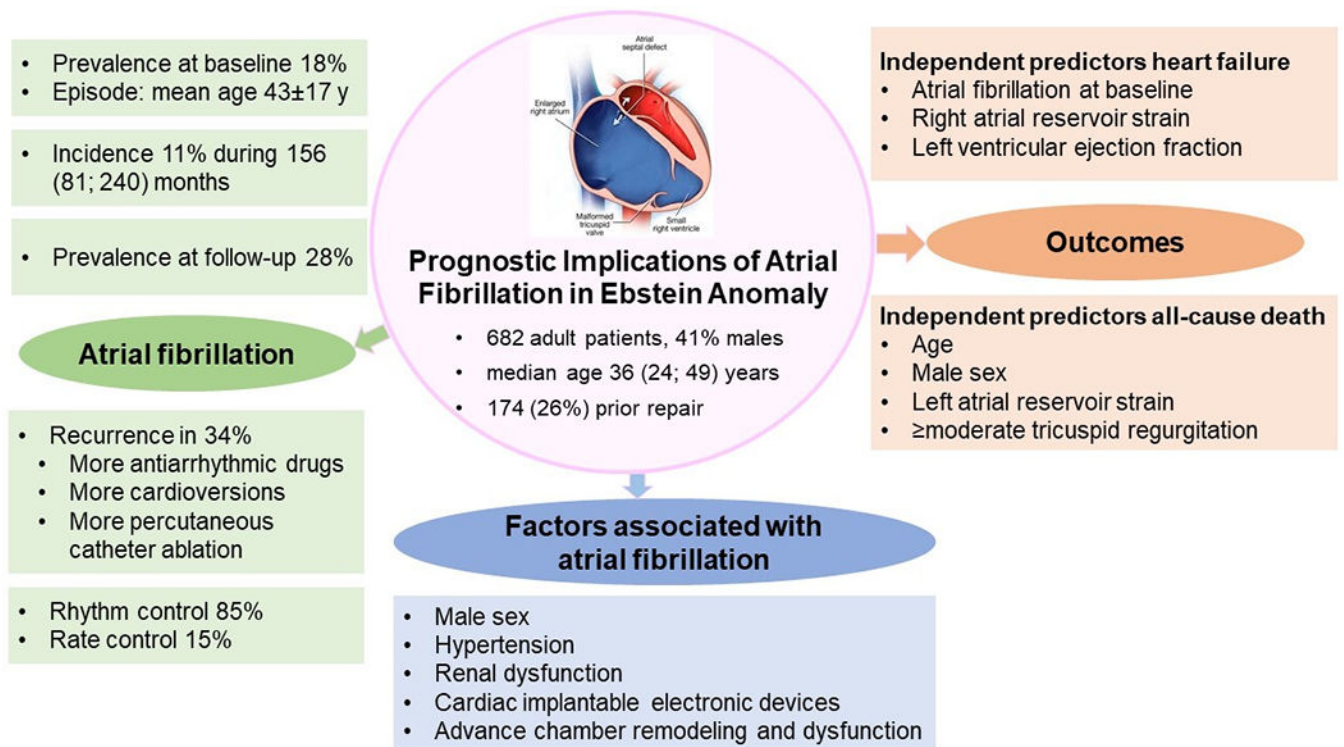 • Prevalence at baseline 18%
• Episode: mean age 43±17 y
• Incidence 11% during 156
(81; 240) months
• Prevalence at follow-up 28%
Atrial fibrillation
• Recurrence in 34%
• More antiarrhythmic drugs
• More cardioversions
• More percutaneous
catheter ablation
• Rhythm control 85%
• Rate control 15%
Atrial
septal defect
Enlarged
right atrium
Malformed
tricuspid
valve
Small
right ventricle
Prognostic Implications of Atrial
Fibrillation in Ebstein Anomaly
• 682 adult patients, 41% males
• median age 36 (24; 49) years
• 174 (26%) prior repair
Factors associated with
atrial fibrillation
• Male sex
• Hypertension
• Renal dysfunction
• Cardiac implantable electronic devices
• Advance chamber remodeling and dysfunction
Independent predictors heart failure
• Atrial fibrillation at baseline
• Right atrial reservoir strain
• Left ventricular ejection fraction
Outcomes
Independent predictors all-cause death
• Age
• Male sex
• Left atrial reservoir strain
• ≥moderate tricuspid regurgitation